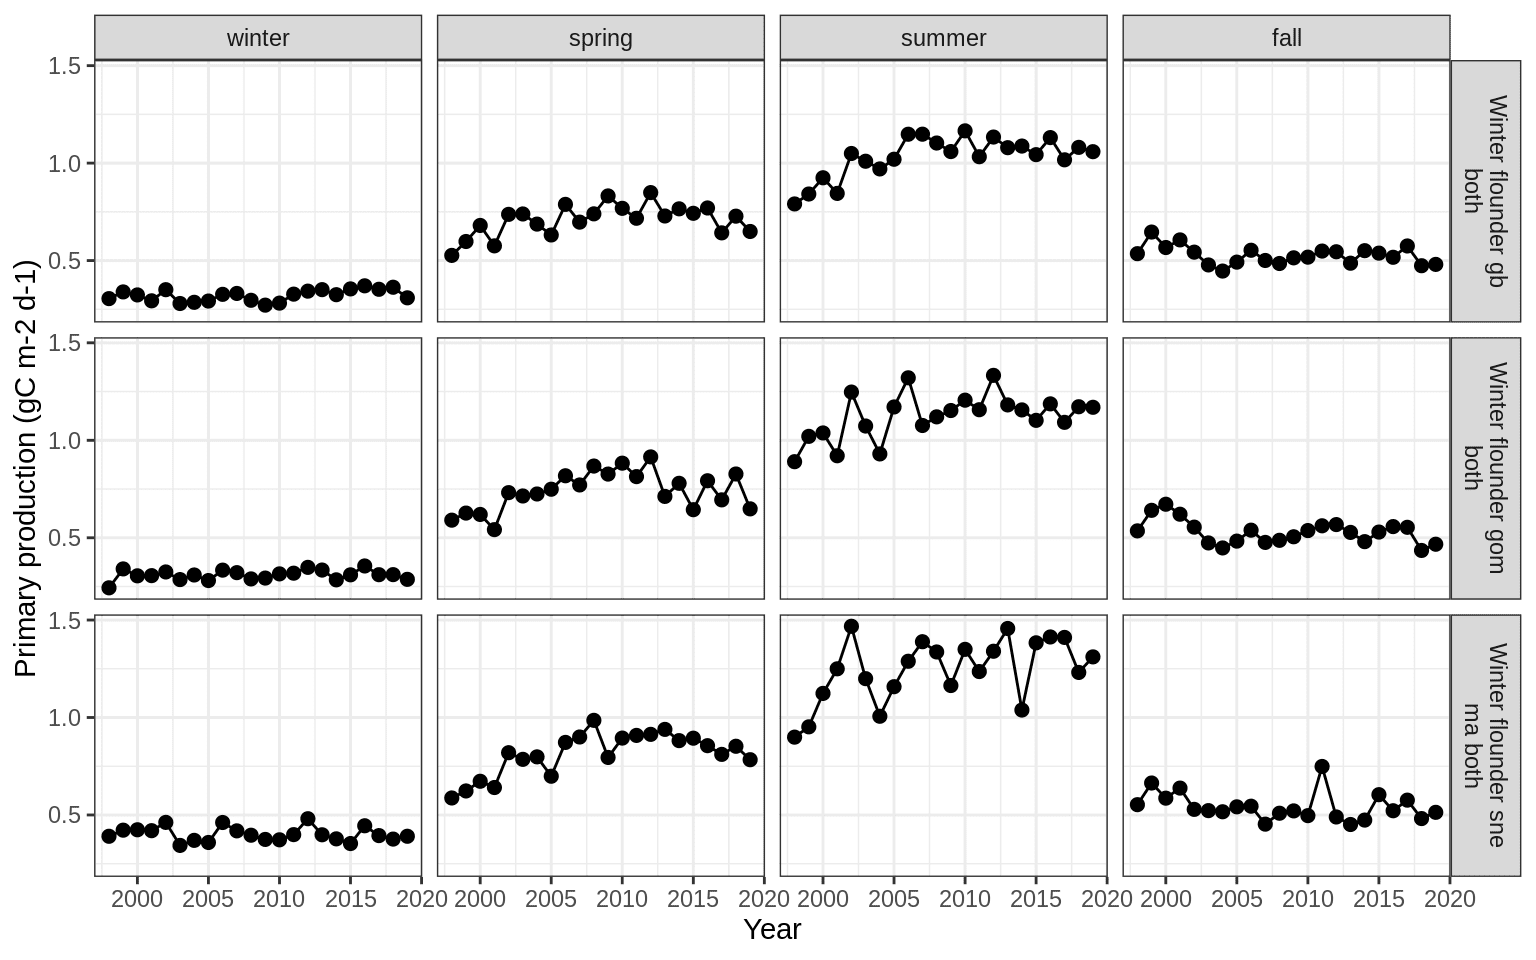 winter
spring
summer
fall
1.5
1.0
0.5
Winter flounder gb
both
1.5
1.0
0.5
Winter flounder gom
both
1.5
1.0
0.5
Winter flounder sne
ma both
Primary production (gC m-2 d-1)
2000 2005 2010 2015 2020 2000 2005 2010 2015 2020 2000 2005 2010 2015 2020 2000 2005 2010 2015 2020
Year